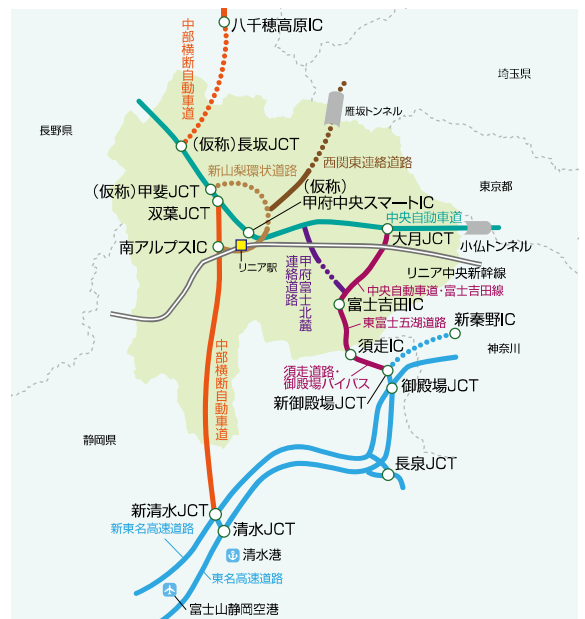 八千穂高原IC
中部横断自動車道
埼玉県
雁坂トンネル
長野県
(仮称)長坂JCT
西関東連絡道路
新山梨環状道路
(仮称)甲斐JCT
(仮称)
甲府中央スマートIC
東京都
双葉JCT
中央自動車道
大月JCT
小仏トンネル
南アルプスIC
リニア駅
甲府富士北麓
連絡道路
リニア中央新幹線
中央自動車道・富士吉田線
富士吉田IC
東富士五湖道路
新秦野IC
中部横断自動車道
須走IC
神奈川
須走道路・
御殿場バイパス
御殿場JCT
新御殿場JCT
静岡県
長泉JCT
新清水JCT
新東名高速道路
清水JCT
清水港
東名高速道路
富士山静岡空港